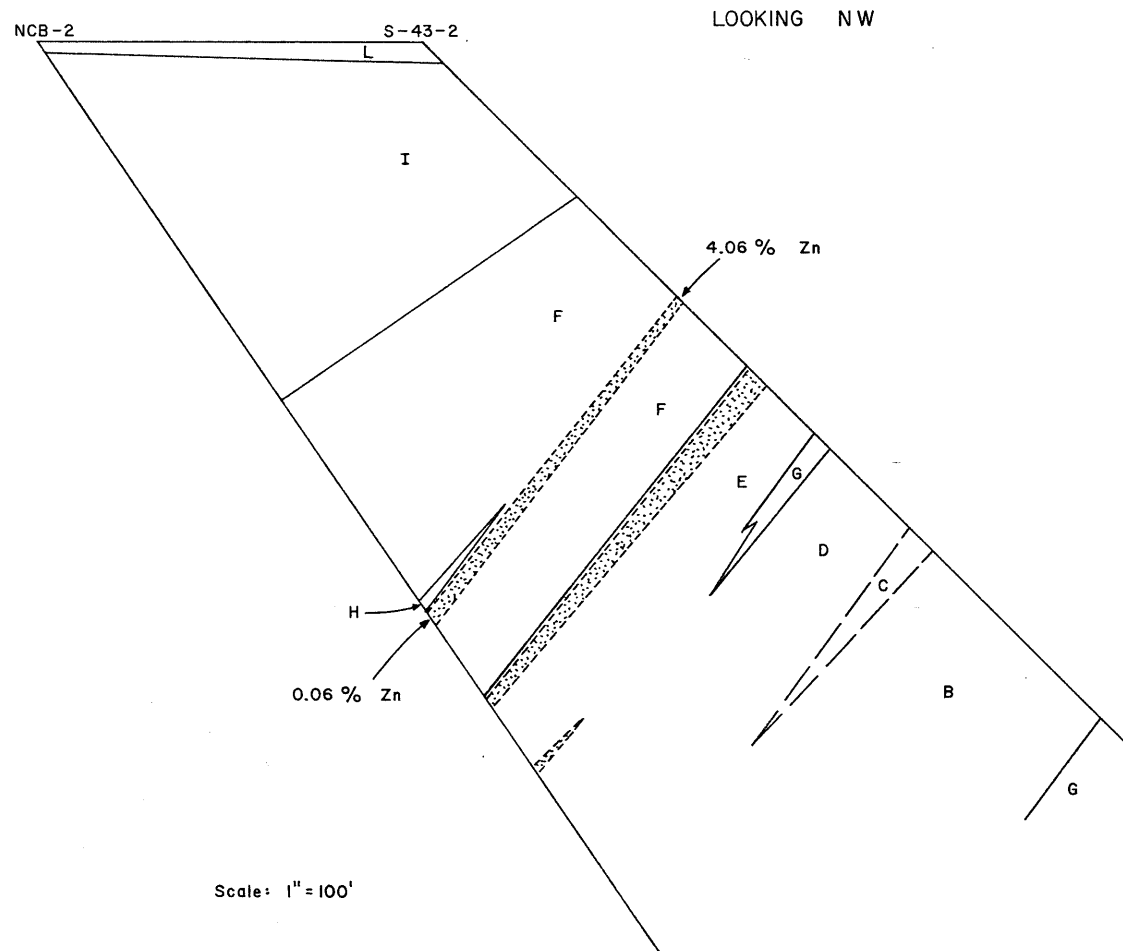 LOOKING NW
NCB-2
S-43-2
L
I
4.06 % Zn
F
F
E
G
D
C
H
0.06 % Zn
B
G
Scale: 1" = 100'